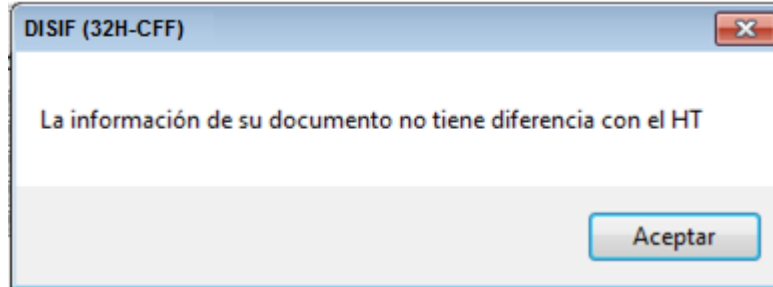 DISIF (32H-CFF)
La información de su documento no tiene diferencia con el HT
Aceptar